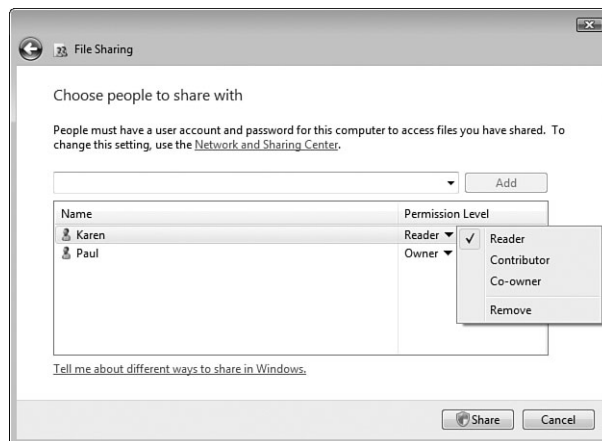 File Sharing
Choose people to share with
People must have a user account and password for this computer to access files you have shared. To
change this setting, use the Network and Sharing Center.
Add
Name Permission Level
Karen Reader
Paul Owner
Reader
Contributor
Co-owner
Remove
Tell me about different ways to share in Windows.
Share Cancel